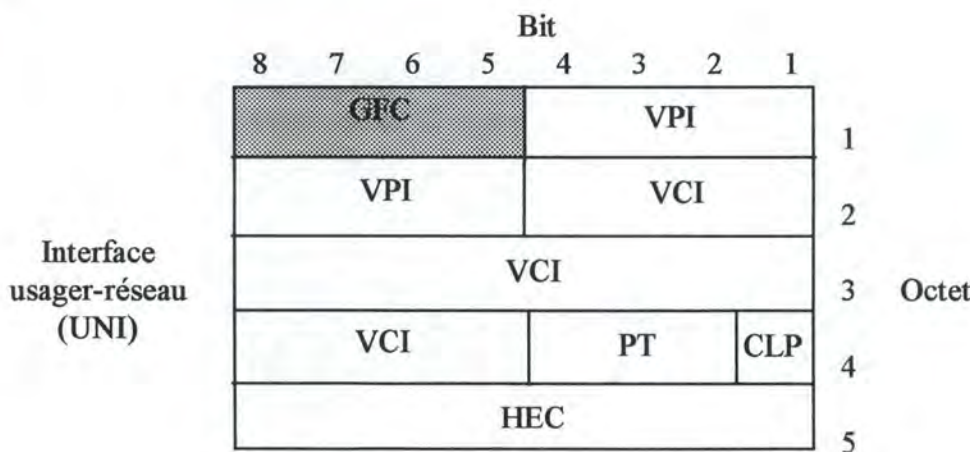 Bit
8 7 6 5 4 3 2 1
GFC VPI 1
VPI VCI 2
Interface
usager-réseau
(UNI)
VCI 3 Octet
VCI PT CLP 4
HEC 5